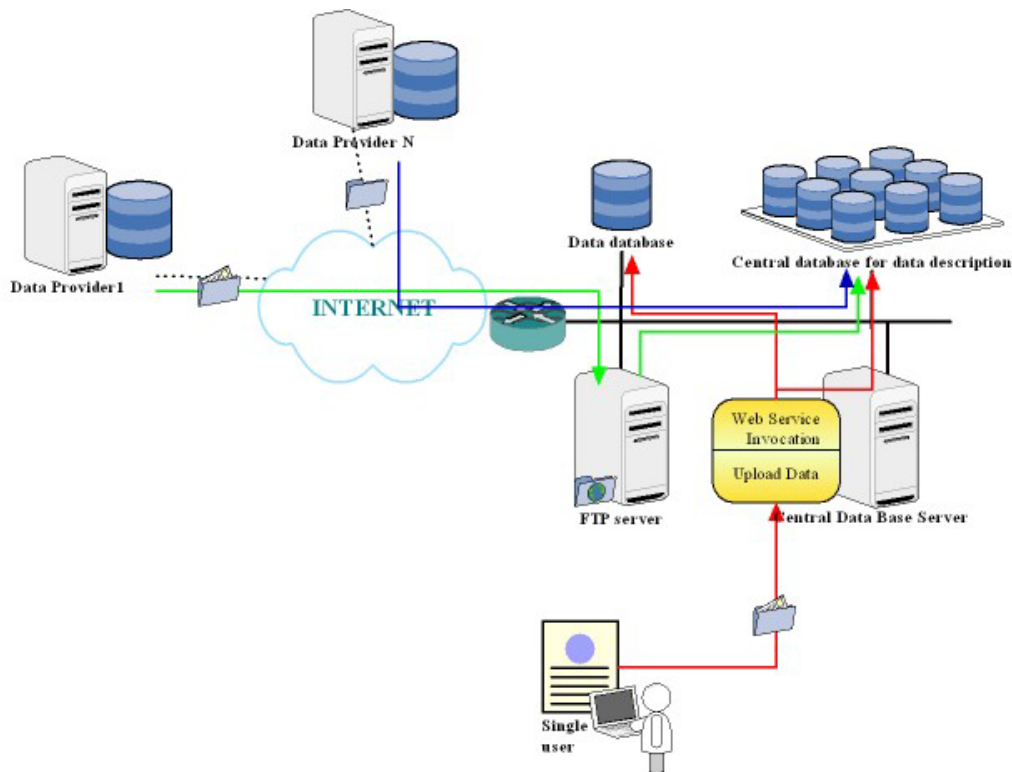 Data Provider N
Data Provider1
Data database
Central database for data description
INTERNET
Web Service
Invocation
Upload Data
FTP server
Central Data Base Server
Single
user